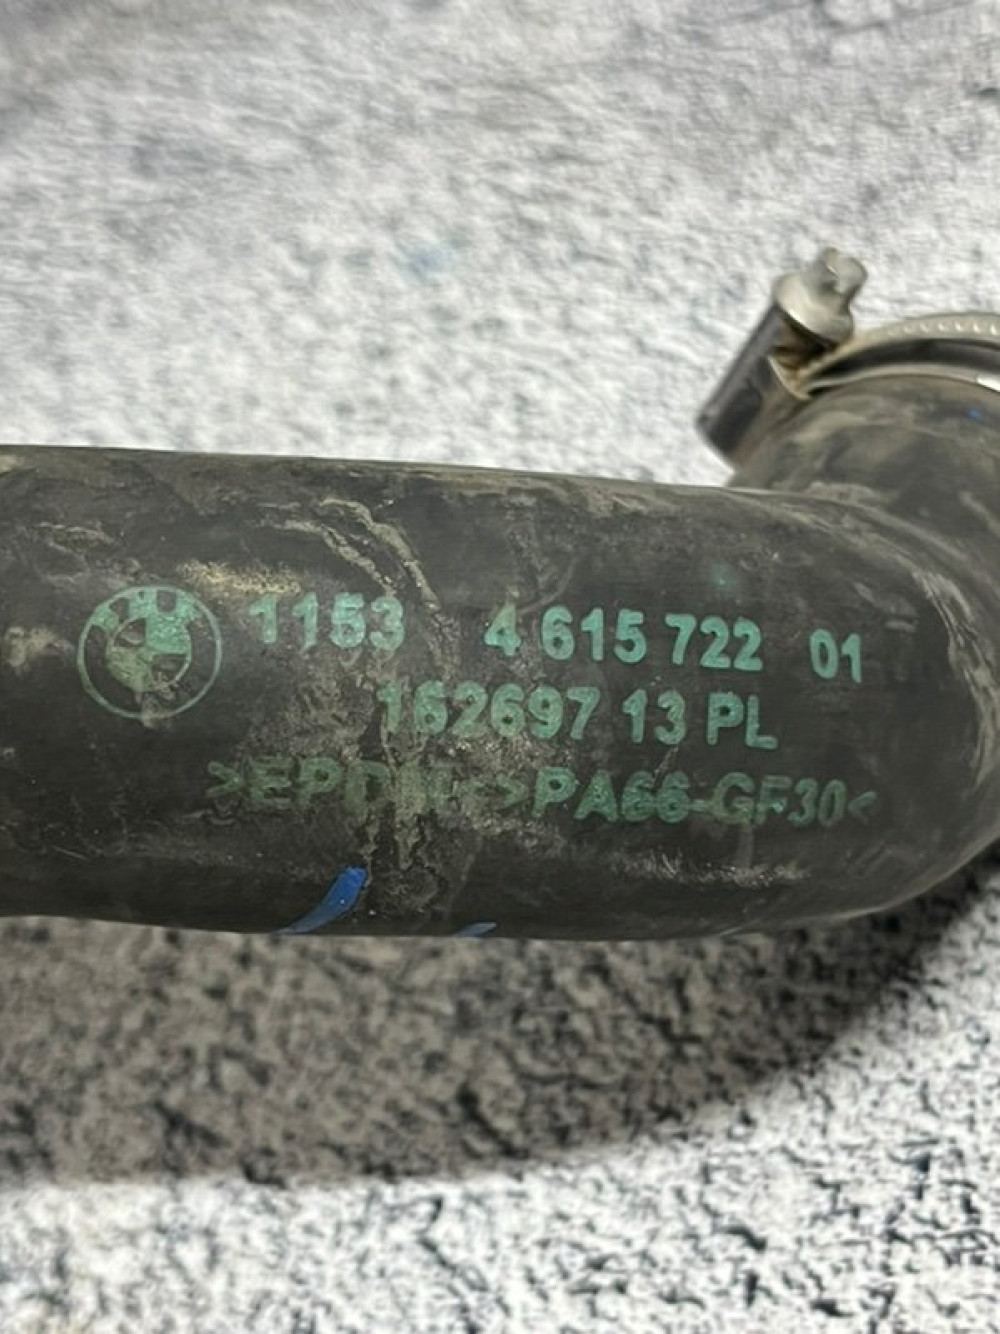 1153 4 615 722 01
162697 13 PL
>EPDM<->PA66-GF30<